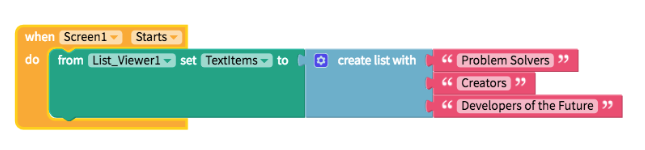 when Screen1 Starts
do from List_Viewer1 set TextItems to create list with “ Problem Solvers ”
“ Creators ”
“ Developers of the Future ”